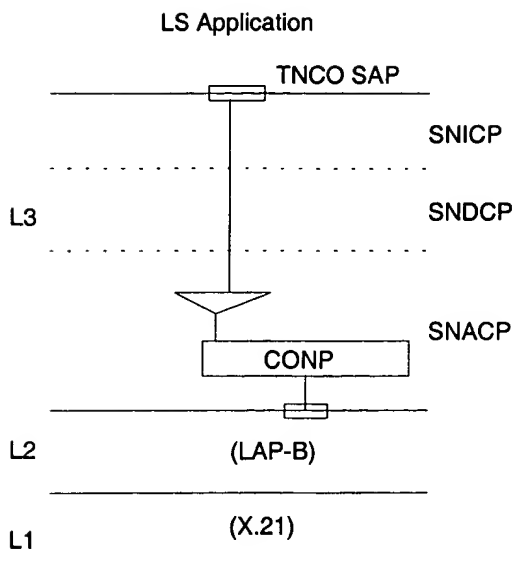 LS Application
TNCO SAP
SNICP
L3
SNDCP
SNACP
CONP
L2
(LAP-B)
(X.21)
L1